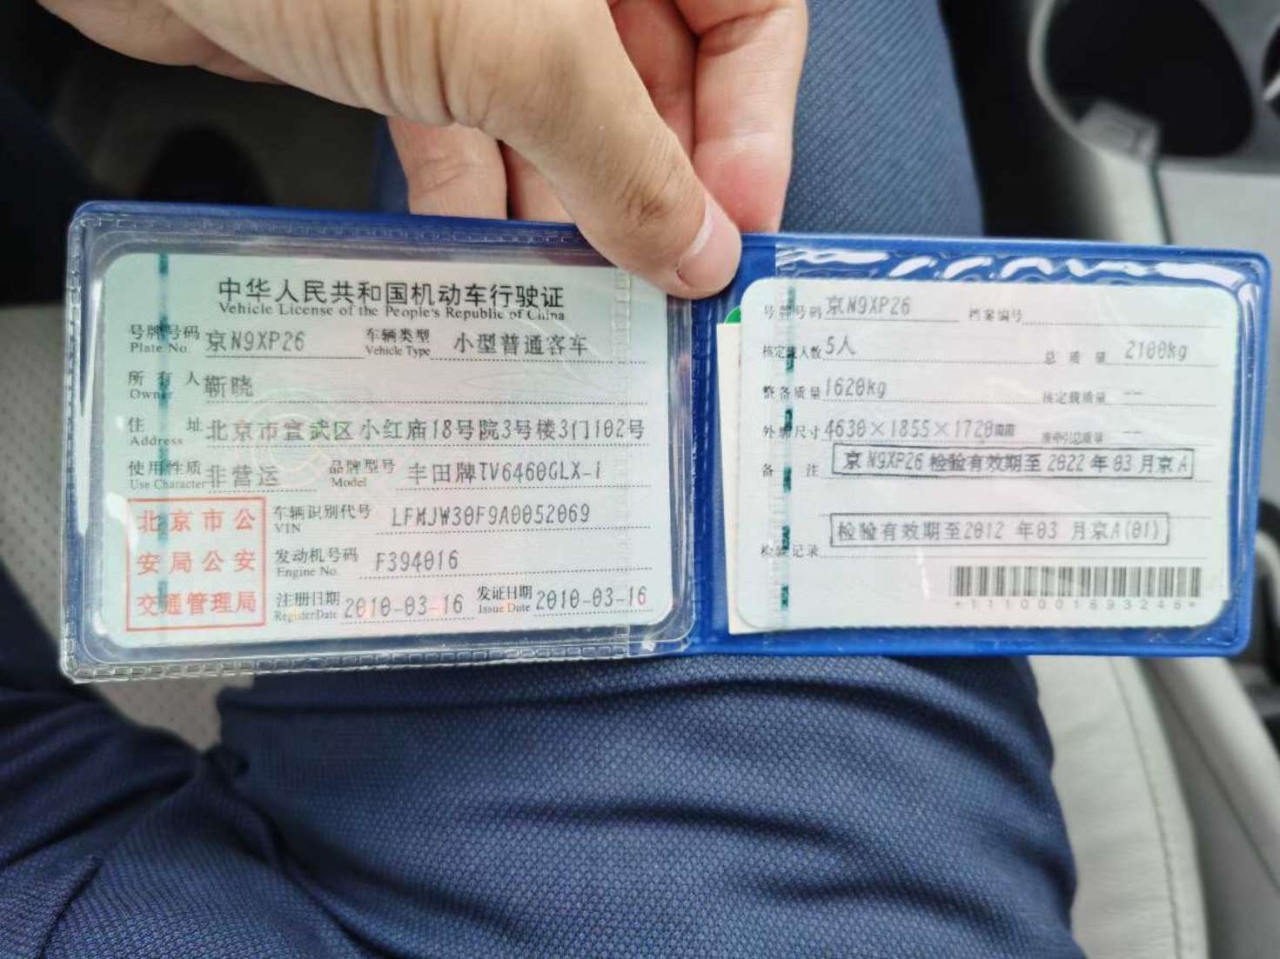 中华人民共和国机动车行驶证
Vehicle License of the People's Republic of China
号牌号码 京N9XP26 车辆类型 小型普通客车
Plate No. Vehicle Type
所有人 靳晓
Owner
住址 北京市宣武区小红庙18号院3号楼3门102号
Address
使用性质 非营运 品牌型号 丰田牌TV6460GLX-i
Use Character Model
北京市公安局公安交通管理局
车辆识别代号 LFMJW30F9A0052069
VIN
发动机号码 F394016
Engine No.
注册日期 2010-03-16 发证日期 2010-03-16
Register Date Issue Date
号牌号码 京N9XP26 档案编号
核定载人数 5人 总质量 2100kg
整备质量 1620kg 核定载质量 --
外廓尺寸 4630×1855×1720mm 准牵引总质量 --
备注 京N9XP26 检验有效期至2022年03月京A
检验有效期至2012年03月京A(01)
检验记录
*1110001693246*